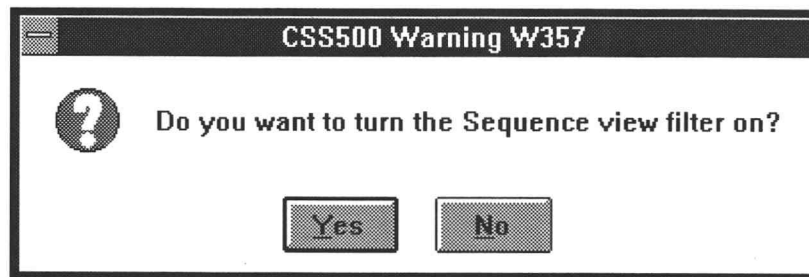 CSS500 Warning W357
Do you want to turn the Sequence view filter on?
Yes No